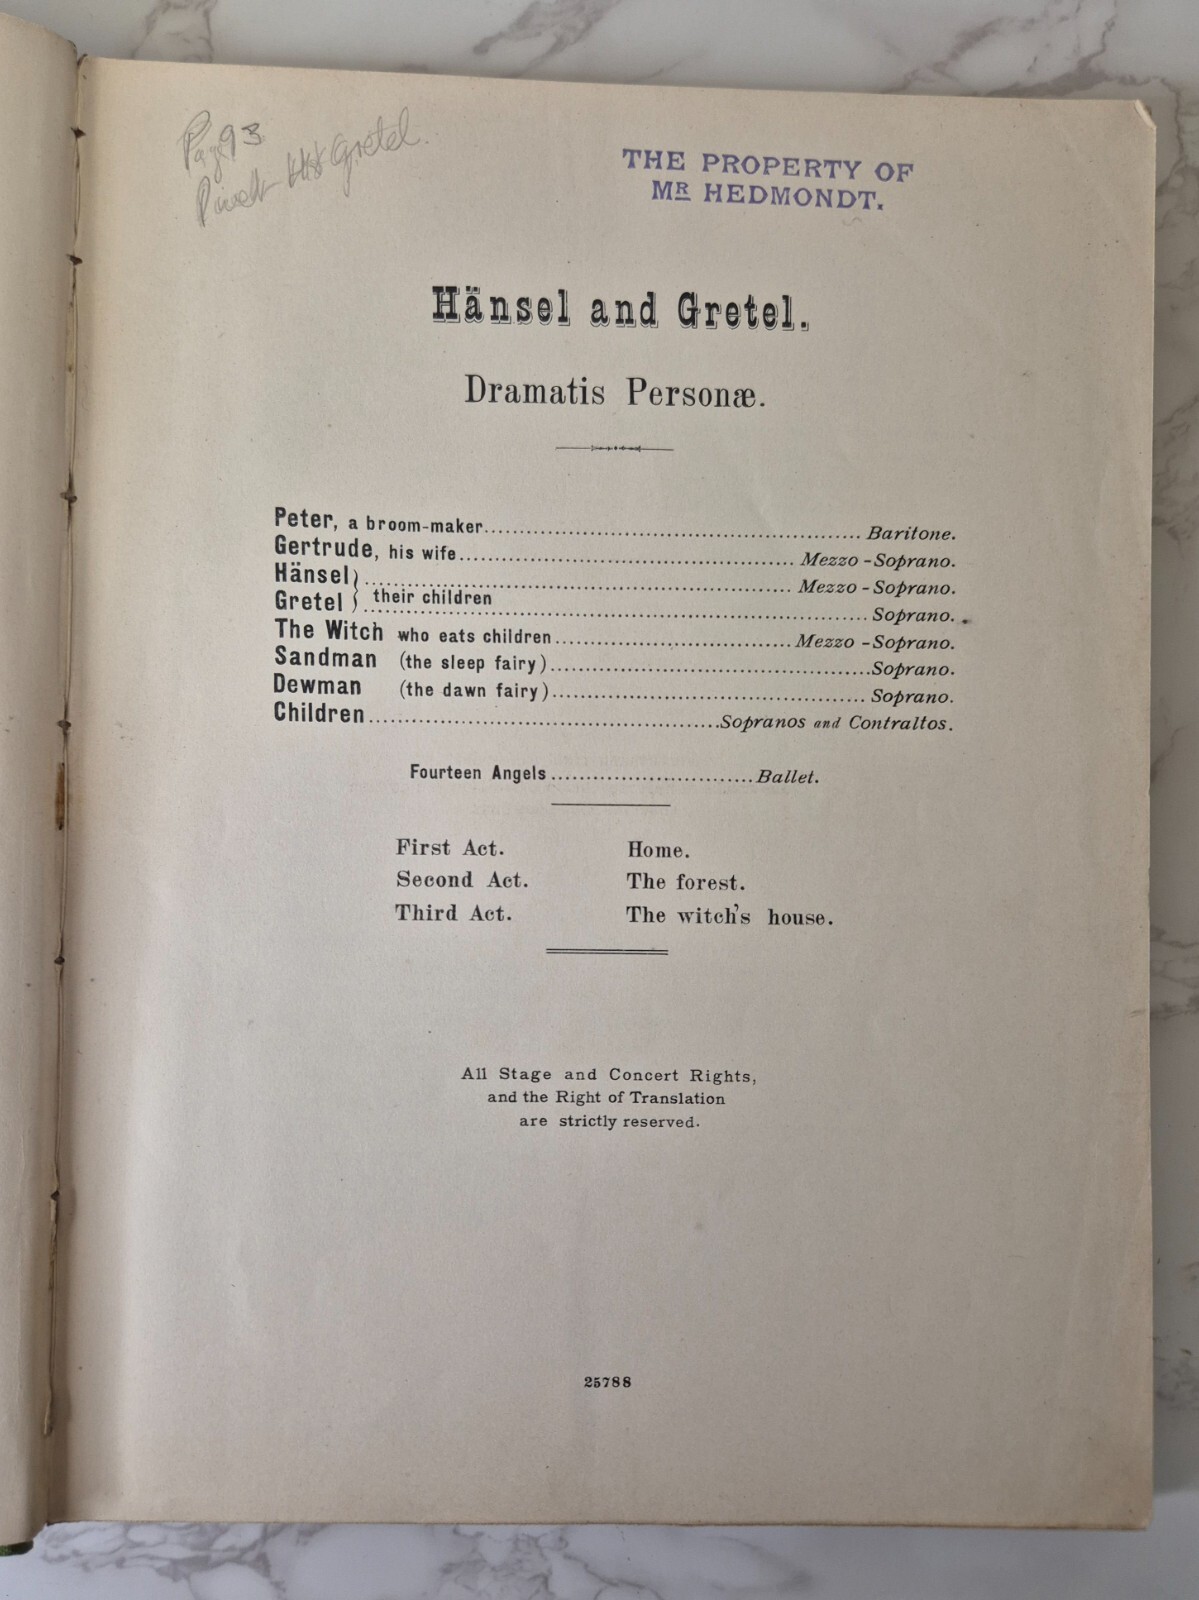 Page 93
Gretel.
THE PROPERTY OF
MR HEDMONDT.
Hänsel and Gretel.
Dramatis Personæ.
Peter, a broom-maker.......... Baritone.
Gertrude, his wife.......... Mezzo-Soprano.
Hänsel } .......... Mezzo-Soprano.
Gretel } their children .......... Soprano.
The Witch who eats children.......... Mezzo-Soprano.
Sandman (the sleep fairy)..........Soprano.
Dewman (the dawn fairy).......... Soprano.
Children..........Sopranos and Contraltos.
Fourteen Angels..........Ballet.
First Act. Home.
Second Act. The forest.
Third Act. The witch's house.
All Stage and Concert Rights,
and the Right of Translation
are strictly reserved.
25788